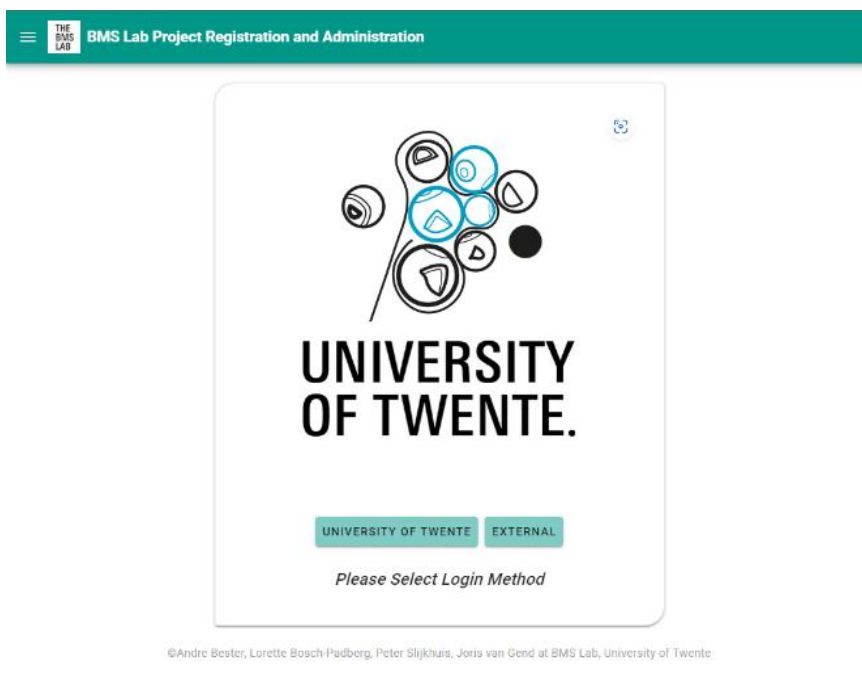 THE
BMS
LAB
BMS Lab Project Registration and Administration
UNIVERSITY
OF TWENTE.
UNIVERSITY OF TWENTE
EXTERNAL
Please Select Login Method
©Andre Bester, Lorette Bosch-Padberg, Peter Slijkhuis, Joris van Gend at BMS Lab, University of Twente